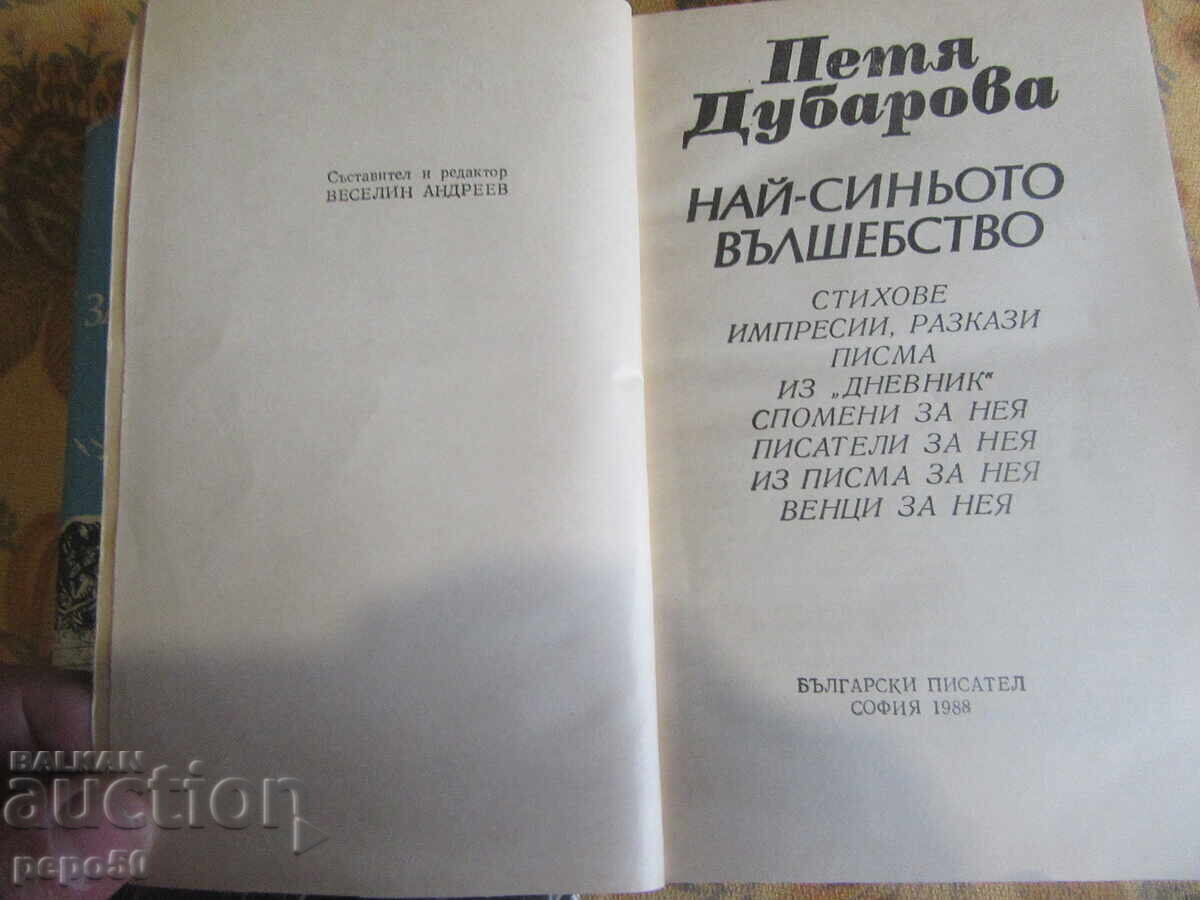 Съставител и редактор
ВЕСЕЛИН АНДРЕЕВ
Петя
Дубарова
НАЙ-СИНЬОТО
ВЪЛШЕБСТВО
СТИХОВЕ
ИМПРЕСИИ, РАЗКАЗИ
ПИСМА
ИЗ „ДНЕВНИК“
СПОМЕНИ ЗА НЕЯ
ПИСАТЕЛИ ЗА НЕЯ
ИЗ ПИСМА ЗА НЕЯ
ВЕНЦИ ЗА НЕЯ
БЪЛГАРСКИ ПИСАТЕЛ
СОФИЯ 1988
BALKAN
auction
pepo50